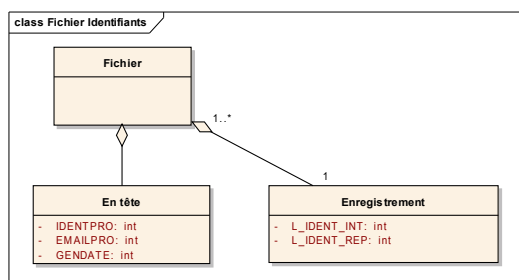 class Fichier Identifiants
Fichier
1..*
1
En tête
- IDENTPRO: int
- EMAILPRO: int
- GENDATE: int
Enregistrement
- L_IDENT_INT: int
- L_IDENT_REP: int